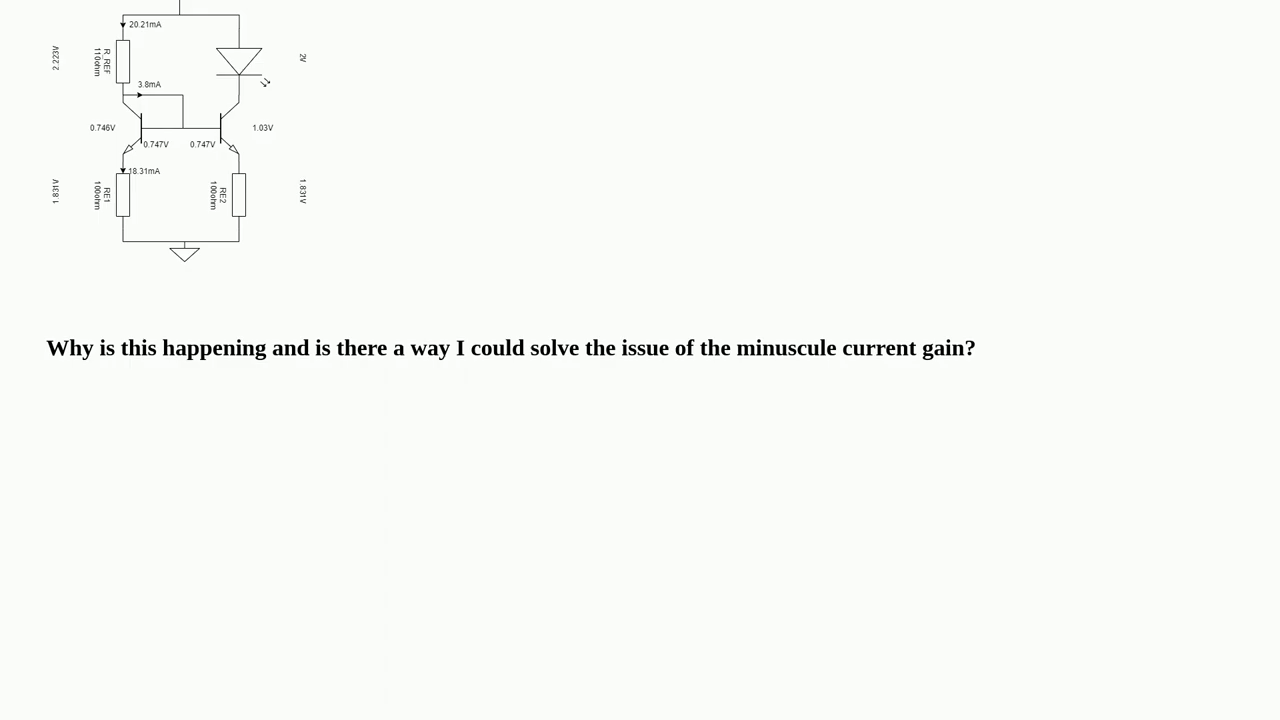 20.21mA
2.223V
R_REF
110ohm
2V
3.8mA
0.746V
1.03V
0.747V
0.747V
18.31mA
1.831V
RE1
100ohm
RE2
100ohm
1.831V
Why is this happening and is there a way I could solve the issue of the minuscule current gain?